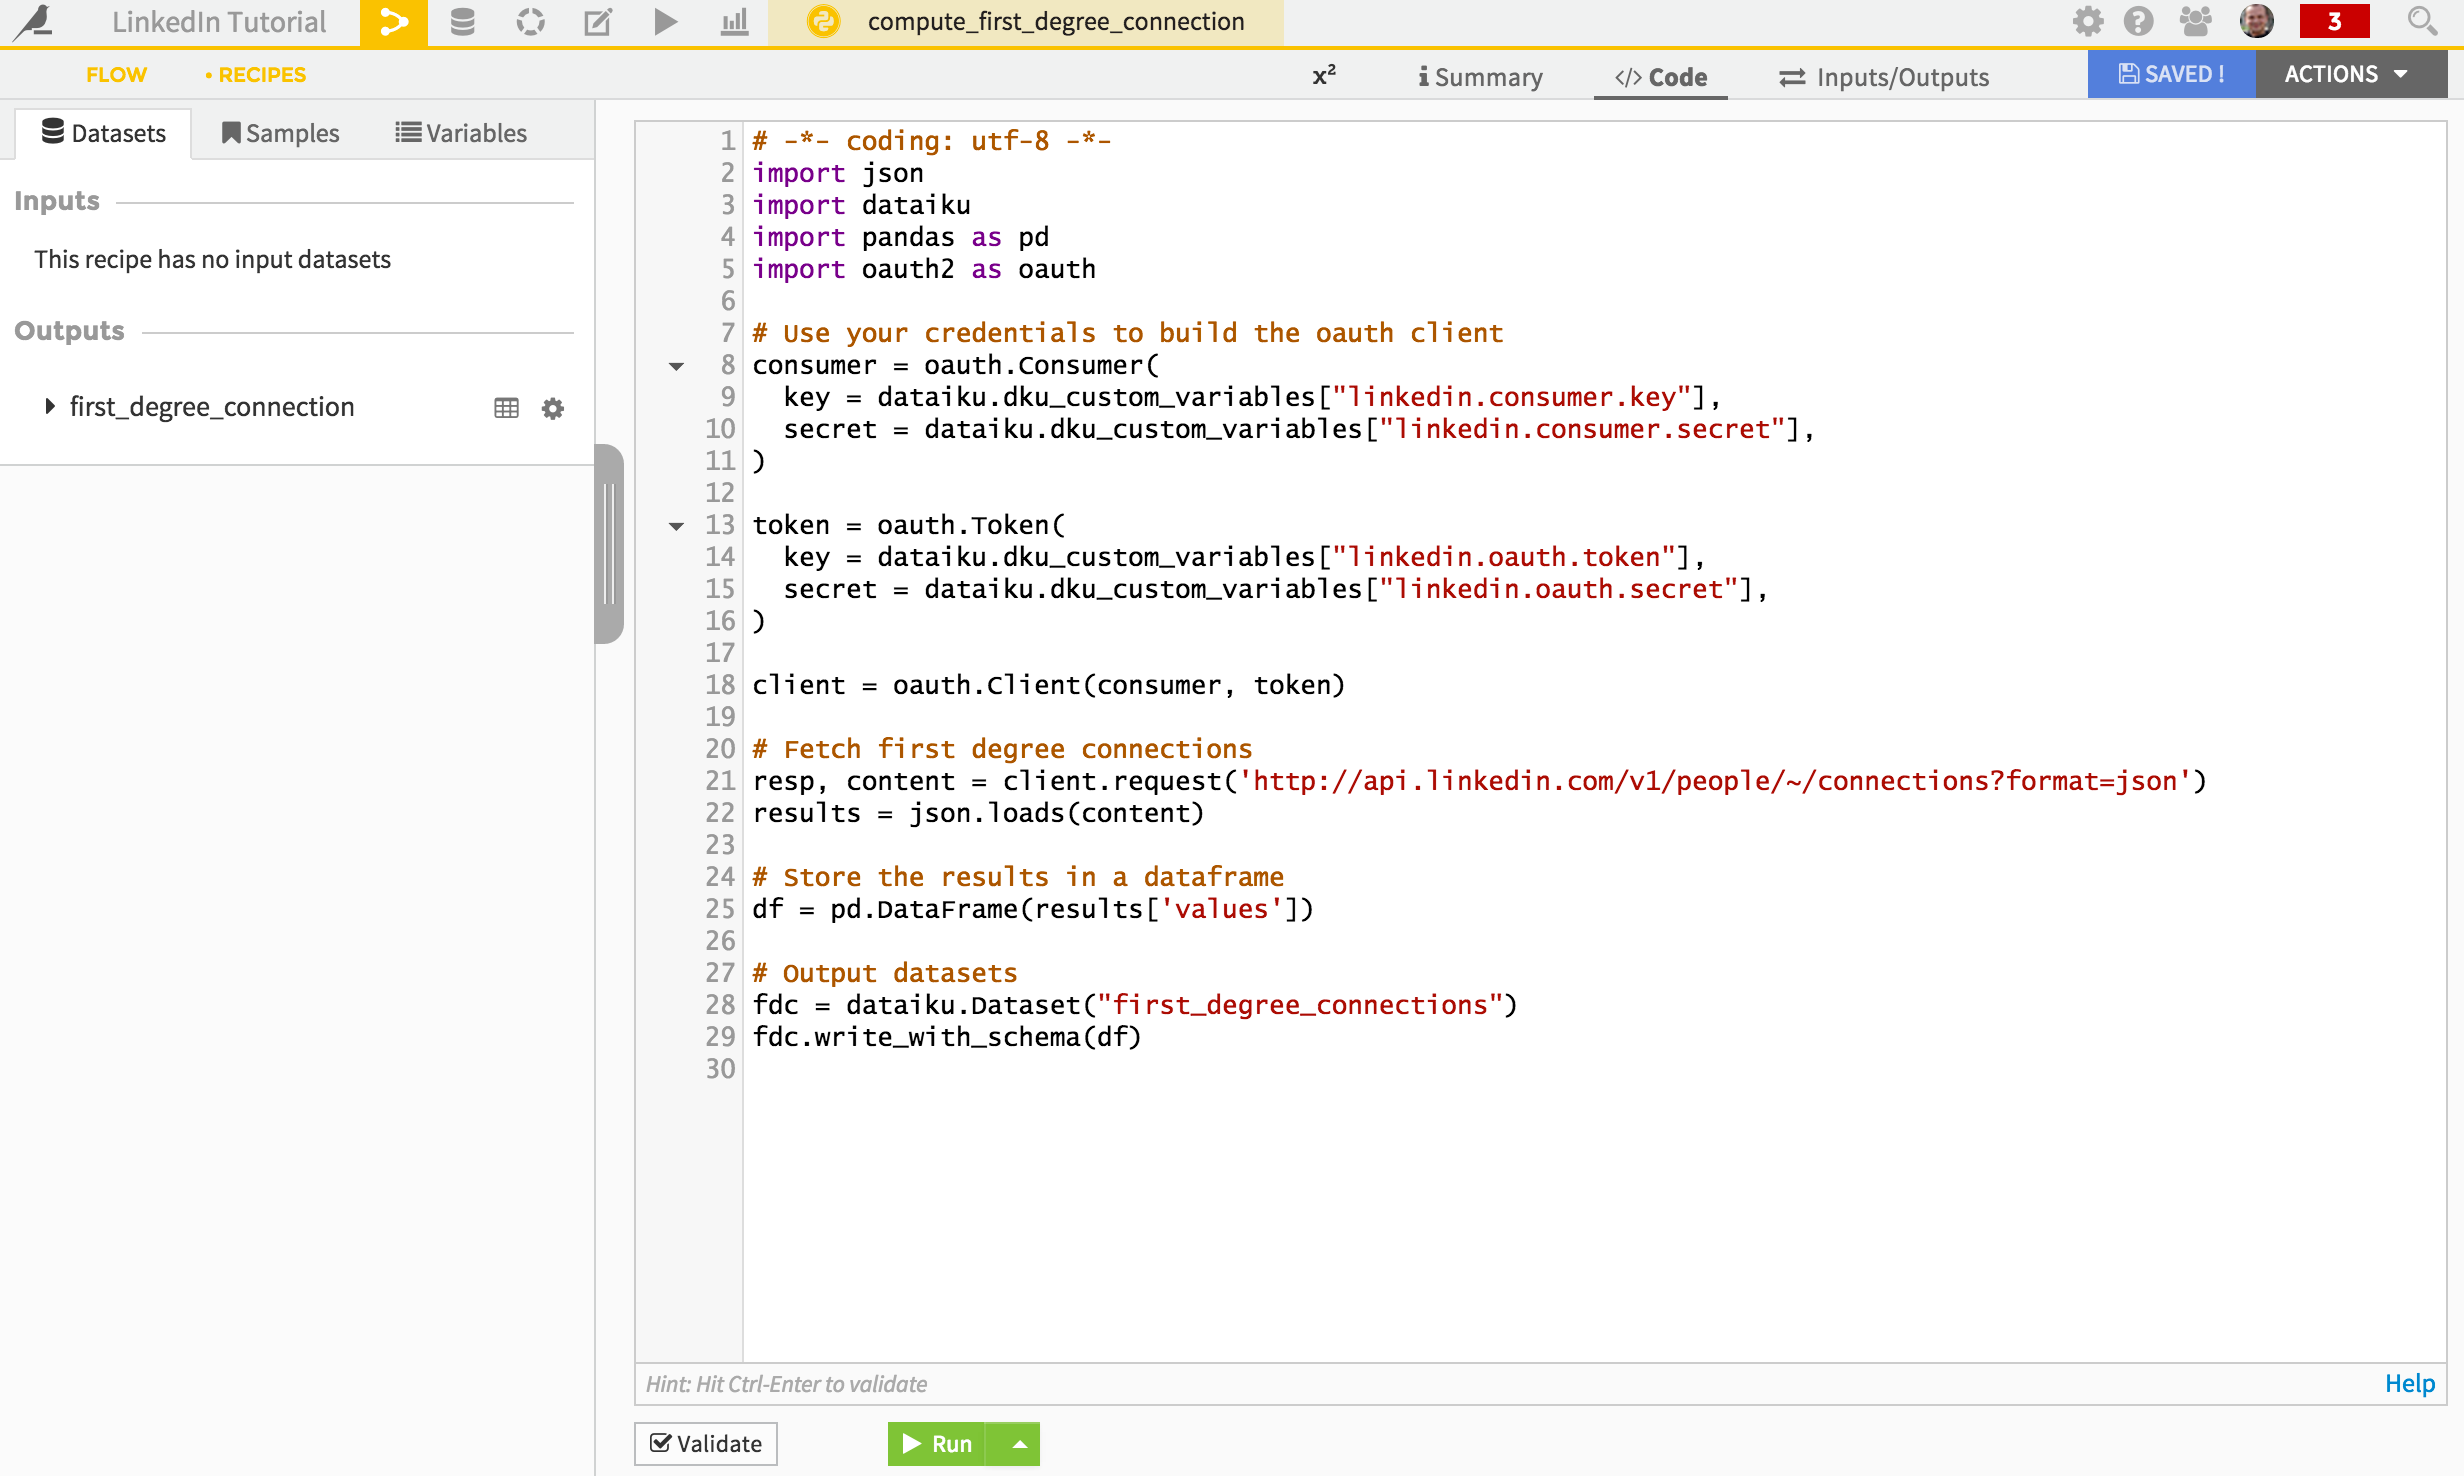 LinkedIn Tutorial
compute_first_degree_connection
3
FLOW
• RECIPES
x²
Summary
</> Code
Inputs/Outputs
SAVED !
ACTIONS
Datasets
Samples
Variables
Inputs
This recipe has no input datasets
Outputs
first_degree_connection
1 # -*- coding: utf-8 -*-
2 import json
3 import dataiku
4 import pandas as pd
5 import oauth2 as oauth
6
7 # Use your credentials to build the oauth client
8 consumer = oauth.Consumer(
9   key = dataiku.dku_custom_variables["linkedin.consumer.key"],
10   secret = dataiku.dku_custom_variables["linkedin.consumer.secret"],
11 )
12
13 token = oauth.Token(
14   key = dataiku.dku_custom_variables["linkedin.oauth.token"],
15   secret = dataiku.dku_custom_variables["linkedin.oauth.secret"],
16 )
17
18 client = oauth.Client(consumer, token)
19
20 # Fetch first degree connections
21 resp, content = client.request('http://api.linkedin.com/v1/people/~/connections?format=json')
22 results = json.loads(content)
23
24 # Store the results in a dataframe
25 df = pd.DataFrame(results['values'])
26
27 # Output datasets
28 fdc = dataiku.Dataset("first_degree_connections")
29 fdc.write_with_schema(df)
30
Hint: Hit Ctrl-Enter to validate
Help
Validate
Run